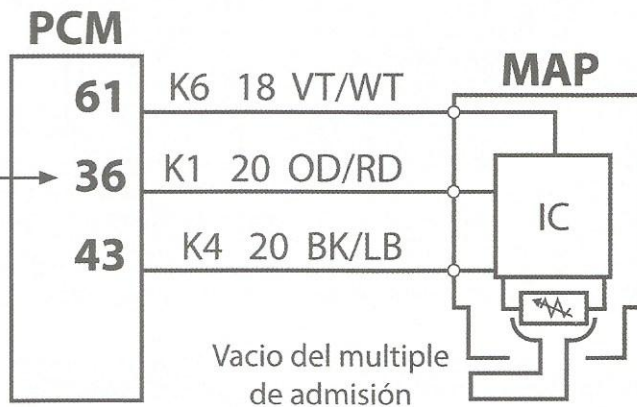 PCM
MAP
61 K6 18 VT/WT
36 K1 20 OD/RD
IC
43 K4 20 BK/LB
Vacio del multiple
de admisión